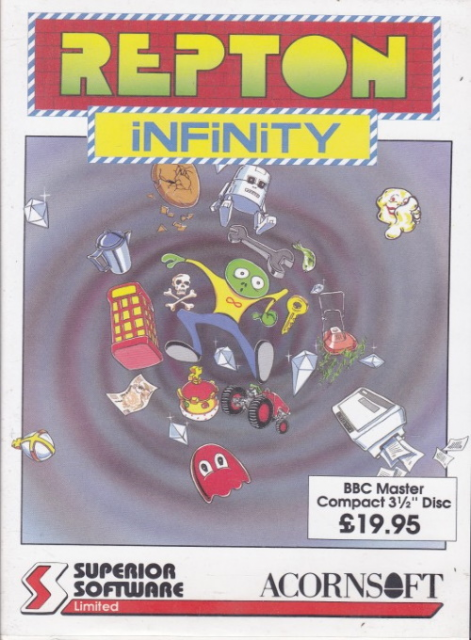 REPTON
iNFiNiTY
BBC Master
Compact 3½" Disc
£19.95
SUPERIOR
SOFTWARE
Limited
ACORNSOFT